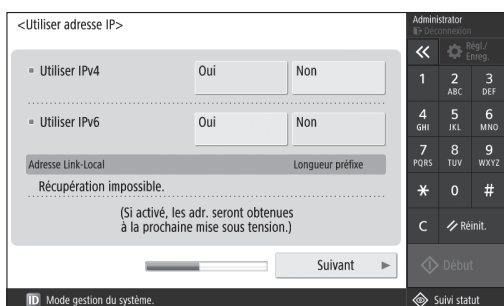 <Utiliser adresse IP>
Utiliser IPv4
Oui
Non
Utiliser IPv6
Oui
Non
Adresse Link-Local
Longueur préfixe
Récupération impossible.
(Si activé, les adr. seront obtenues
à la prochaine mise sous tension.)
Suivant
ID Mode gestion du système.
Administrator
Déconnexion
Régl./
Enreg.
1
2
ABC
3
DEF
4
GHI
5
JKL
6
MNO
7
PQRS
8
TUV
9
WXYZ
*
0
#
C
Réinit.
Début
Suivi statut